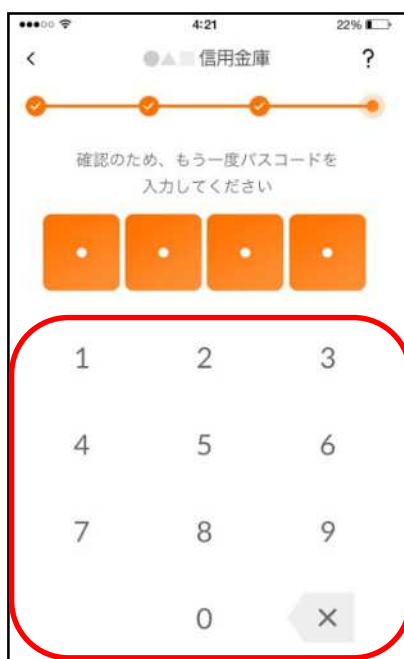 4:21
22%
●▲■信用金庫
?
確認のため、もう一度パスコードを
入力してください
1 2 3
4 5 6
7 8 9
0 ×